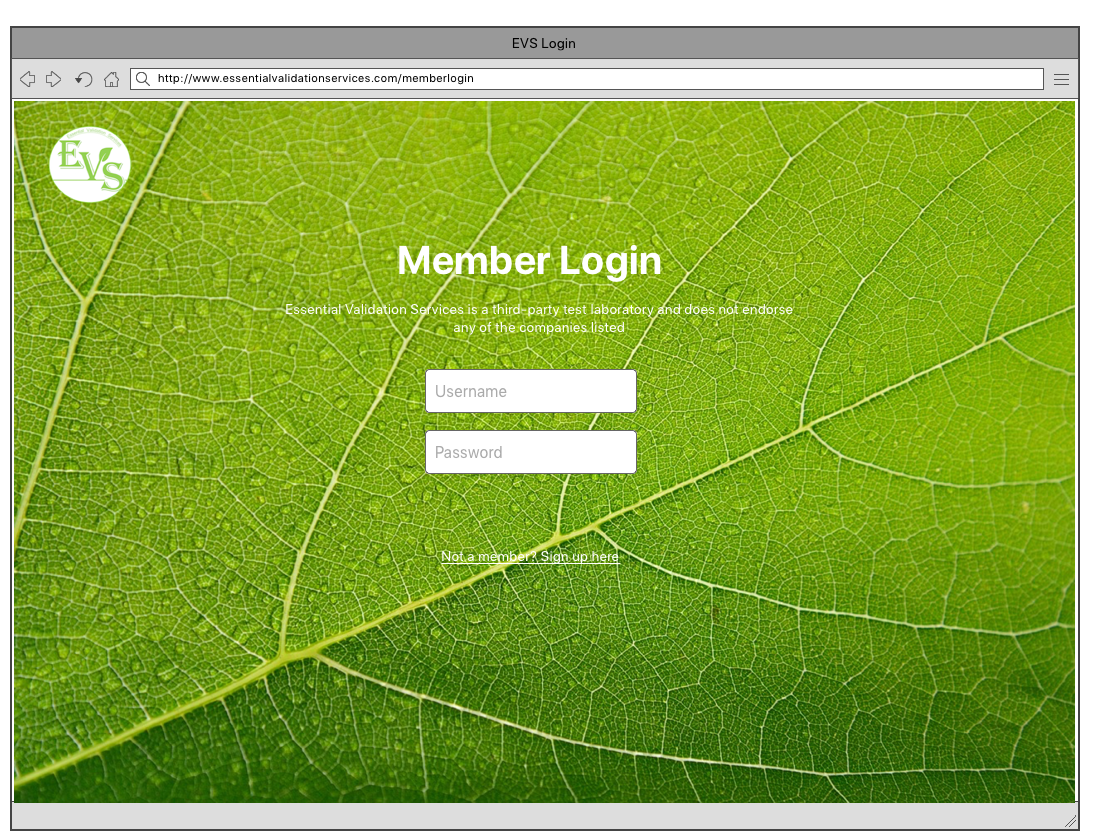 EVS Login
http://www.essentialvalidationservices.com/memberlogin
EVS
Member Login
Essential Validation Services is a third-party test laboratory and does not endorse
any of the companies listed
Username
Password
Not a member? Sign up here